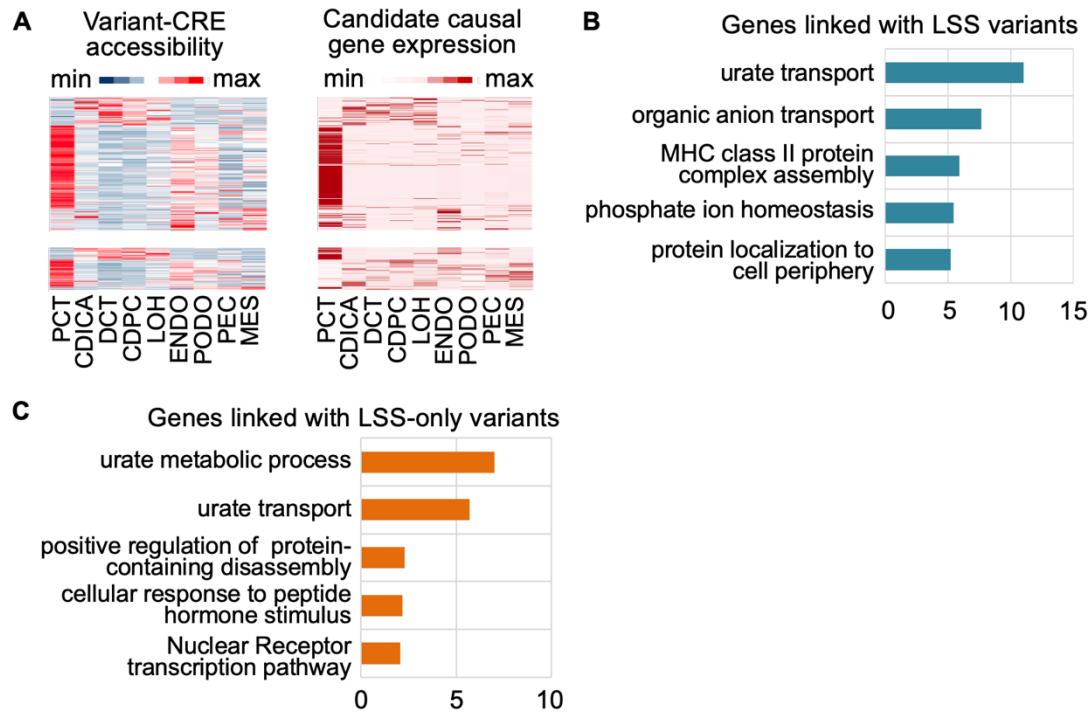 A
Variant-CRE
accessibility
min
max
Candidate causal
gene expression
min
max
PCT
CDICA
DCT
CDPC
LOH
ENDO
PODO
PEC
MES
PCT
CDICA
DCT
CDPC
LOH
ENDO
PODO
PEC
MES
B
Genes linked with LSS variants
urate transport
organic anion transport
MHC class II protein
complex assembly
phosphate ion homeostasis
protein localization to
cell periphery
0 5 10 15
C
Genes linked with LSS-only variants
urate metabolic process
urate transport
positive regulation of protein-
containing disassembly
cellular response to peptide
hormone stimulus
Nuclear Receptor
transcription pathway
0 5 10